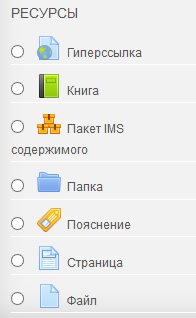 РЕСУРСЫ
Гиперссылка
Книга
Пакет IMS
содержимого
Папка
Пояснение
Страница
Файл